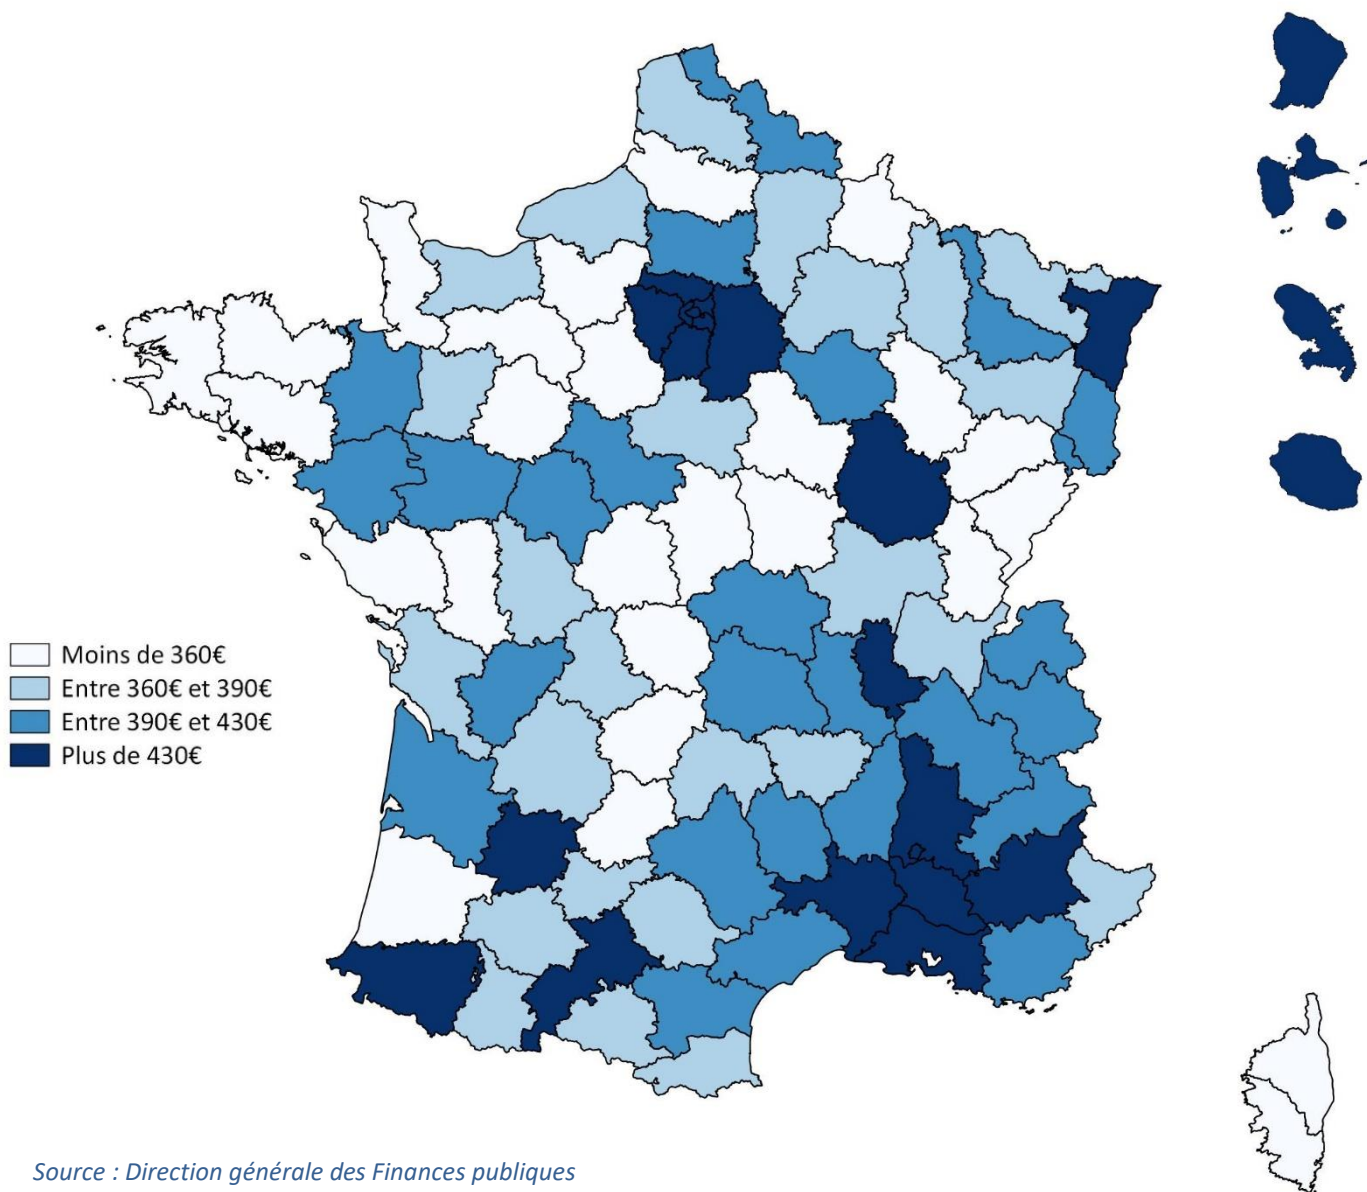 Moins de 360€
Entre 360€ et 390€
Entre 390€ et 430€
Plus de 430€
Source : Direction générale des Finances publiques